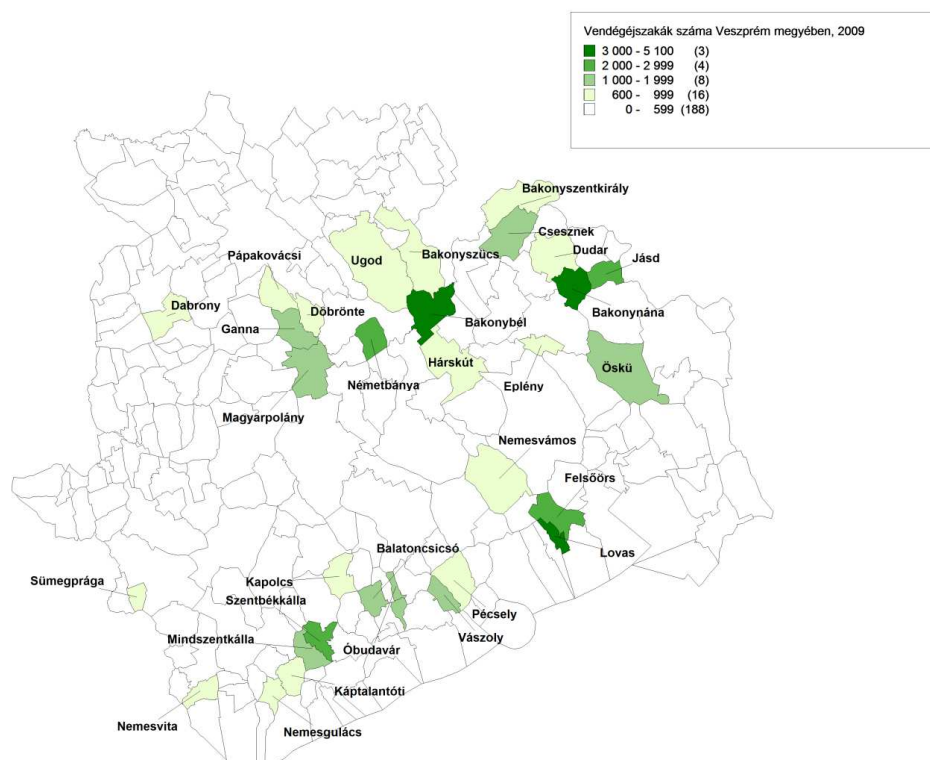 Vendégéjszakák száma Veszprém megyében, 2009
3 000 - 5 100 (3)
2 000 - 2 999 (4)
1 000 - 1 999 (8)
600 - 999 (16)
0 - 599 (188)
Bakonyszentkirály
Csesznek
Dudar
Jásd
Bakonyszücs
Ugod
Pápakovácsi
Dabrony
Döbrönte
Ganna
Bakonynána
Bakonybél
Hárskút
Öskü
Németbánya
Eplény
Magyarpolány
Nemesvámos
Felsőörs
Lovas
Balatoncsicsó
Kapolcs
Sümegprága
Szentbékkálla
Pécsely
Mindszentkálla
Vászoly
Óbudavár
Káptalantóti
Nemesvita
Nemesgulács